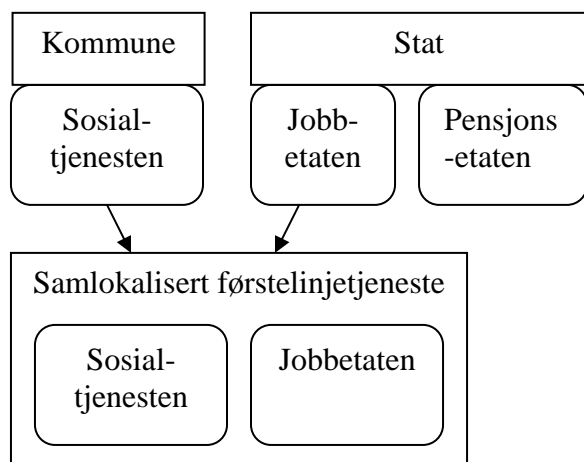 Kommune
Stat
Sosial-
tjenesten
Jobb-
etaten
Pensjons
-etaten
Samlokalisert førstelinjetjeneste
Sosial-
tjenesten
Jobbetaten